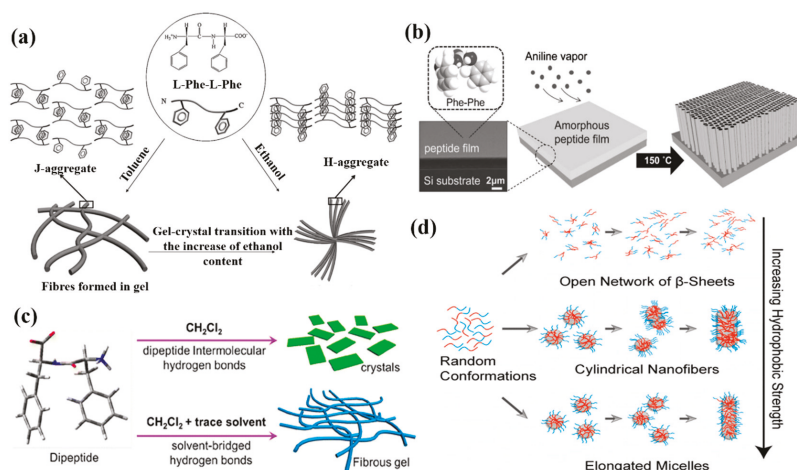 (a)
H₃N⁺
O
N
H
COO⁻
L-Phe-L-Phe
N
C
J-aggregate
Toluene
Ethanol
H-aggregate
Gel-crystal transition with
the increase of ethanol
content
Fibres formed in gel
(b)
Aniline vapor
Phe-Phe
peptide film
Si substrate
2μm
Amorphous
peptide film
150 °C
(c)
CH₂Cl₂
dipeptide Intermolecular
hydrogen bonds
crystals
CH₂Cl₂ + trace solvent
solvent-bridged
hydrogen bonds
Dipeptide
Fibrous gel
(d)
Random
Conformations
Open Network of β-Sheets
Cylindrical Nanofibers
Elongated Micelles
Increasing Hydrophobic Strength